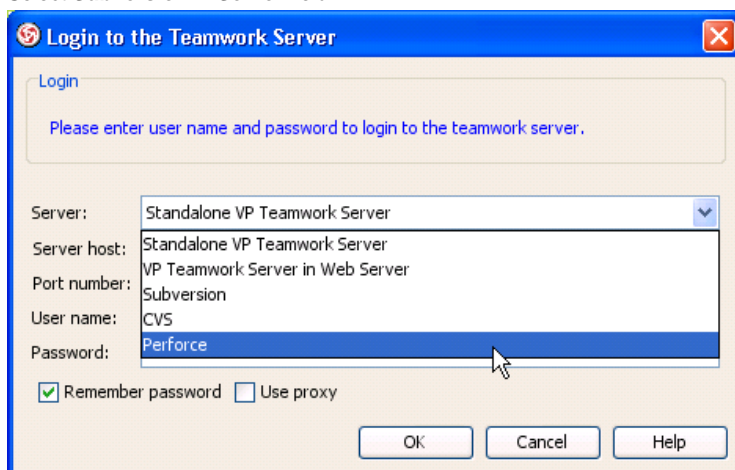 Login to the Teamwork Server
Login
Please enter user name and password to login to the teamwork server.
Server: Standalone VP Teamwork Server
Server host: Standalone VP Teamwork Server
VP Teamwork Server in Web Server
Port number:
Subversion
User name: CVS
Password: Perforce
Remember password Use proxy
OK Cancel Help